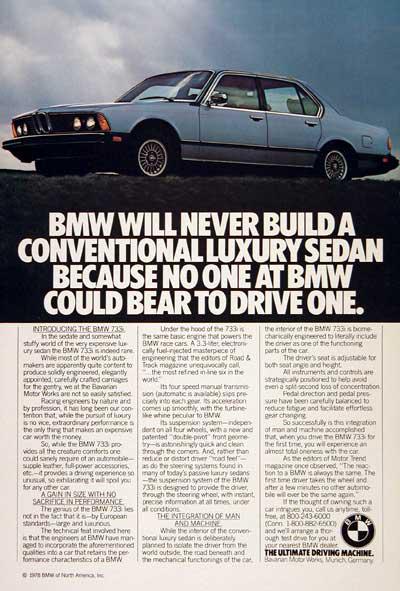 BMW WILL NEVER BUILD A
CONVENTIONAL LUXURY SEDAN
BECAUSE NO ONE AT BMW
COULD BEAR TO DRIVE ONE.
INTRODUCING THE BMW 733i.
In the sedate and somewhat
stuffy world of the very expensive lux-
ury sedan the BMW 733i is indeed rare.
While most of the world's auto-
makers are apparently quite content to
produce solidly engineered, elegantly
appointed, carefully crafted carriages
for the gentry, we at the Bavarian
Motor Works are not so easily satisfied.
Racing engineers by nature and
by profession, it has long been our con-
tention that, while the pursuit of luxury
is no vice, extraordinary performance is
the only thing that makes an expensive
car worth the money.
So, while the BMW 733i pro-
vides all the creature comforts one
could sanely require of an automobile—
supple leather, full-power accessories,
etc.—it provides a driving experience so
unusual, so exhilarating it will spoil you
for any other car.
A GAIN IN SIZE WITH NO
SACRIFICE IN PERFORMANCE.
The genius of the BMW 733i lies
not in the fact that it is—by European
standards—large and luxurious.
The technical feat involved here
is that the engineers at BMW have man-
aged to incorporate the aforementioned
qualities into a car that retains the per-
formance characteristics of a BMW.
Under the hood of the 733i is
the same basic engine that powers the
BMW race cars. A 3.3-liter, electroni-
cally fuel-injected masterpiece of
engineering that the editors of Road &
Track magazine unequivocally call,
"...the most refined in-line six in the
world."
Its four speed manual transmis-
sion (automatic is available) slips pre-
cisely into each gear. Its acceleration
comes up smoothly, with the turbine-
like whine peculiar to BMW.
Its suspension system—indepen-
dent on all four wheels, with a new and
patented "double-pivot" front geome-
try—is astonishingly quick and clean
through the corners. And, rather than
reduce or distort driver "road feel"—
as do the steering systems found in
many of today's passive luxury sedans
—the suspension system of the BMW
733i is designed to provide the driver,
through the steering wheel, with instant,
precise information at all times, under
all conditions.
THE INTEGRATION OF MAN
AND MACHINE.
While the interior of the conven-
tional luxury sedan is deliberately
planned to isolate the driver from the
world outside, the road beneath and
the mechanical functionings of the car,
the interior of the BMW 733i is biome-
chanically engineered to literally include
the driver as one of the functioning
parts of the car.
The driver's seat is adjustable for
both seat angle and height.
All instruments and controls are
strategically positioned to help avoid
even a split-second loss of concentration.
Pedal direction and pedal pres-
sure have been carefully balanced to
reduce fatigue and facilitate effortless
gear changing.
So successfully is this integration
of man and machine accomplished
that, when you drive the BMW 733i for
the first time, you will experience an
almost total oneness with the car.
As the editors of Motor Trend
magazine once observed, "The reac-
tion to a BMW is always the same. The
first time driver takes the wheel and
after a few minutes no other automo-
bile will ever be the same again."
If the thought of owning such a
car intrigues you, call us anytime, toll-
free, at 800-243-6000
(Conn. 1-800-882-6500)
and we'll arrange a thor-
ough test drive for you at
your nearest BMW dealer.
BMW
THE ULTIMATE DRIVING MACHINE.
Bavarian Motor Works, Munich, Germany.
© 1978 BMW of North America, Inc.